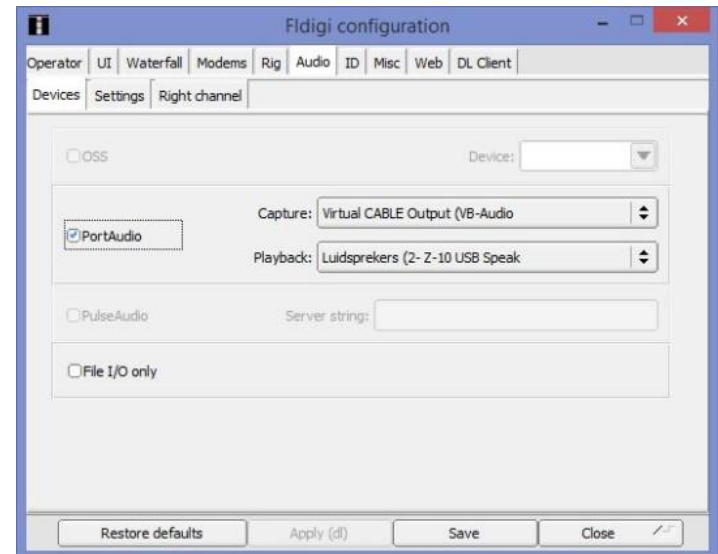 Fldigi configuration
Operator UI Waterfall Modems Rig Audio ID Misc Web DL Client
Devices Settings Right channel
OSS Device:
Capture: Virtual CABLE Output (VB-Audio
PortAudio
Playback: Luidsprekers (2- Z-10 USB Speak
PulseAudio Server string:
File I/O only
Restore defaults Apply (dl) Save Close